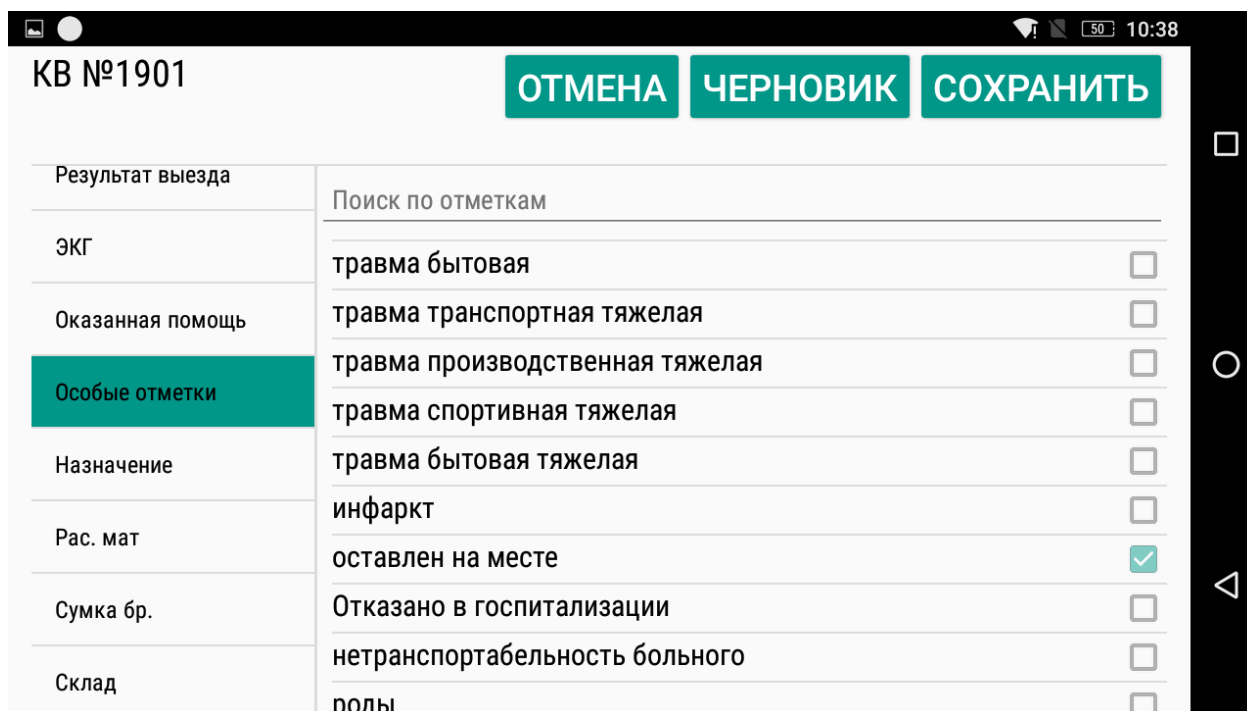 50 10:38
КВ №1901
ОТМЕНА ЧЕРНОВИК СОХРАНИТЬ
Результат выезда
ЭКГ
Оказанная помощь
Особые отметки
Назначение
Рас. мат
Сумка бр.
Склад
Поиск по отметкам
травма бытовая
травма транспортная тяжелая
травма производственная тяжелая
травма спортивная тяжелая
травма бытовая тяжелая
инфаркт
оставлен на месте
Отказано в госпитализации
нетранспортабельность больного
роды